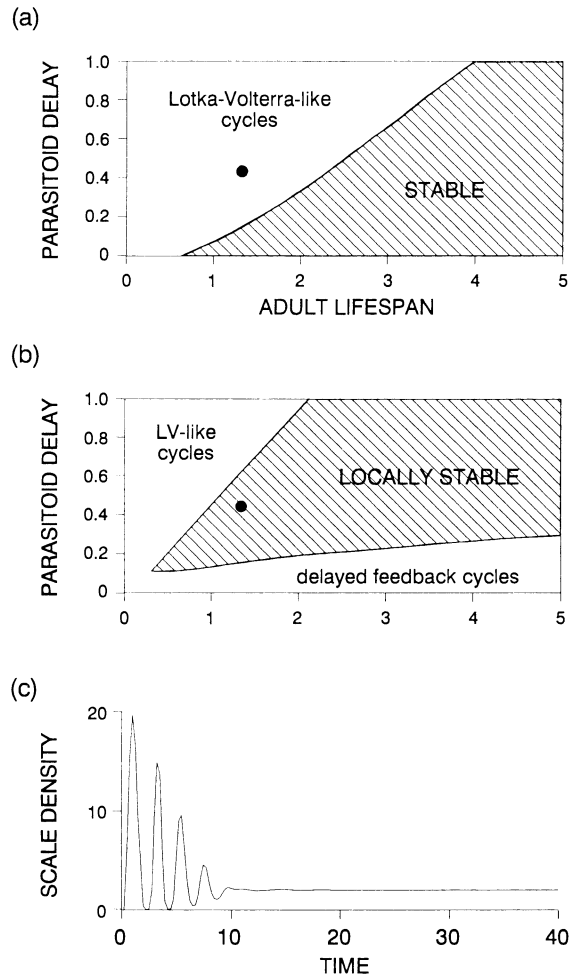 (a)
PARASITOID DELAY
1.0
0.8
0.6
0.4
0.2
0
Lotka-Volterra-like
cycles
STABLE
0 1 2 3 4 5
ADULT LIFESPAN
(b)
PARASITOID DELAY
1.0
0.8
0.6
0.4
0.2
0
LV-like
cycles
LOCALLY STABLE
delayed feedback cycles
0 1 2 3 4 5
(c)
SCALE DENSITY
20
10
0
0 10 20 30 40
TIME